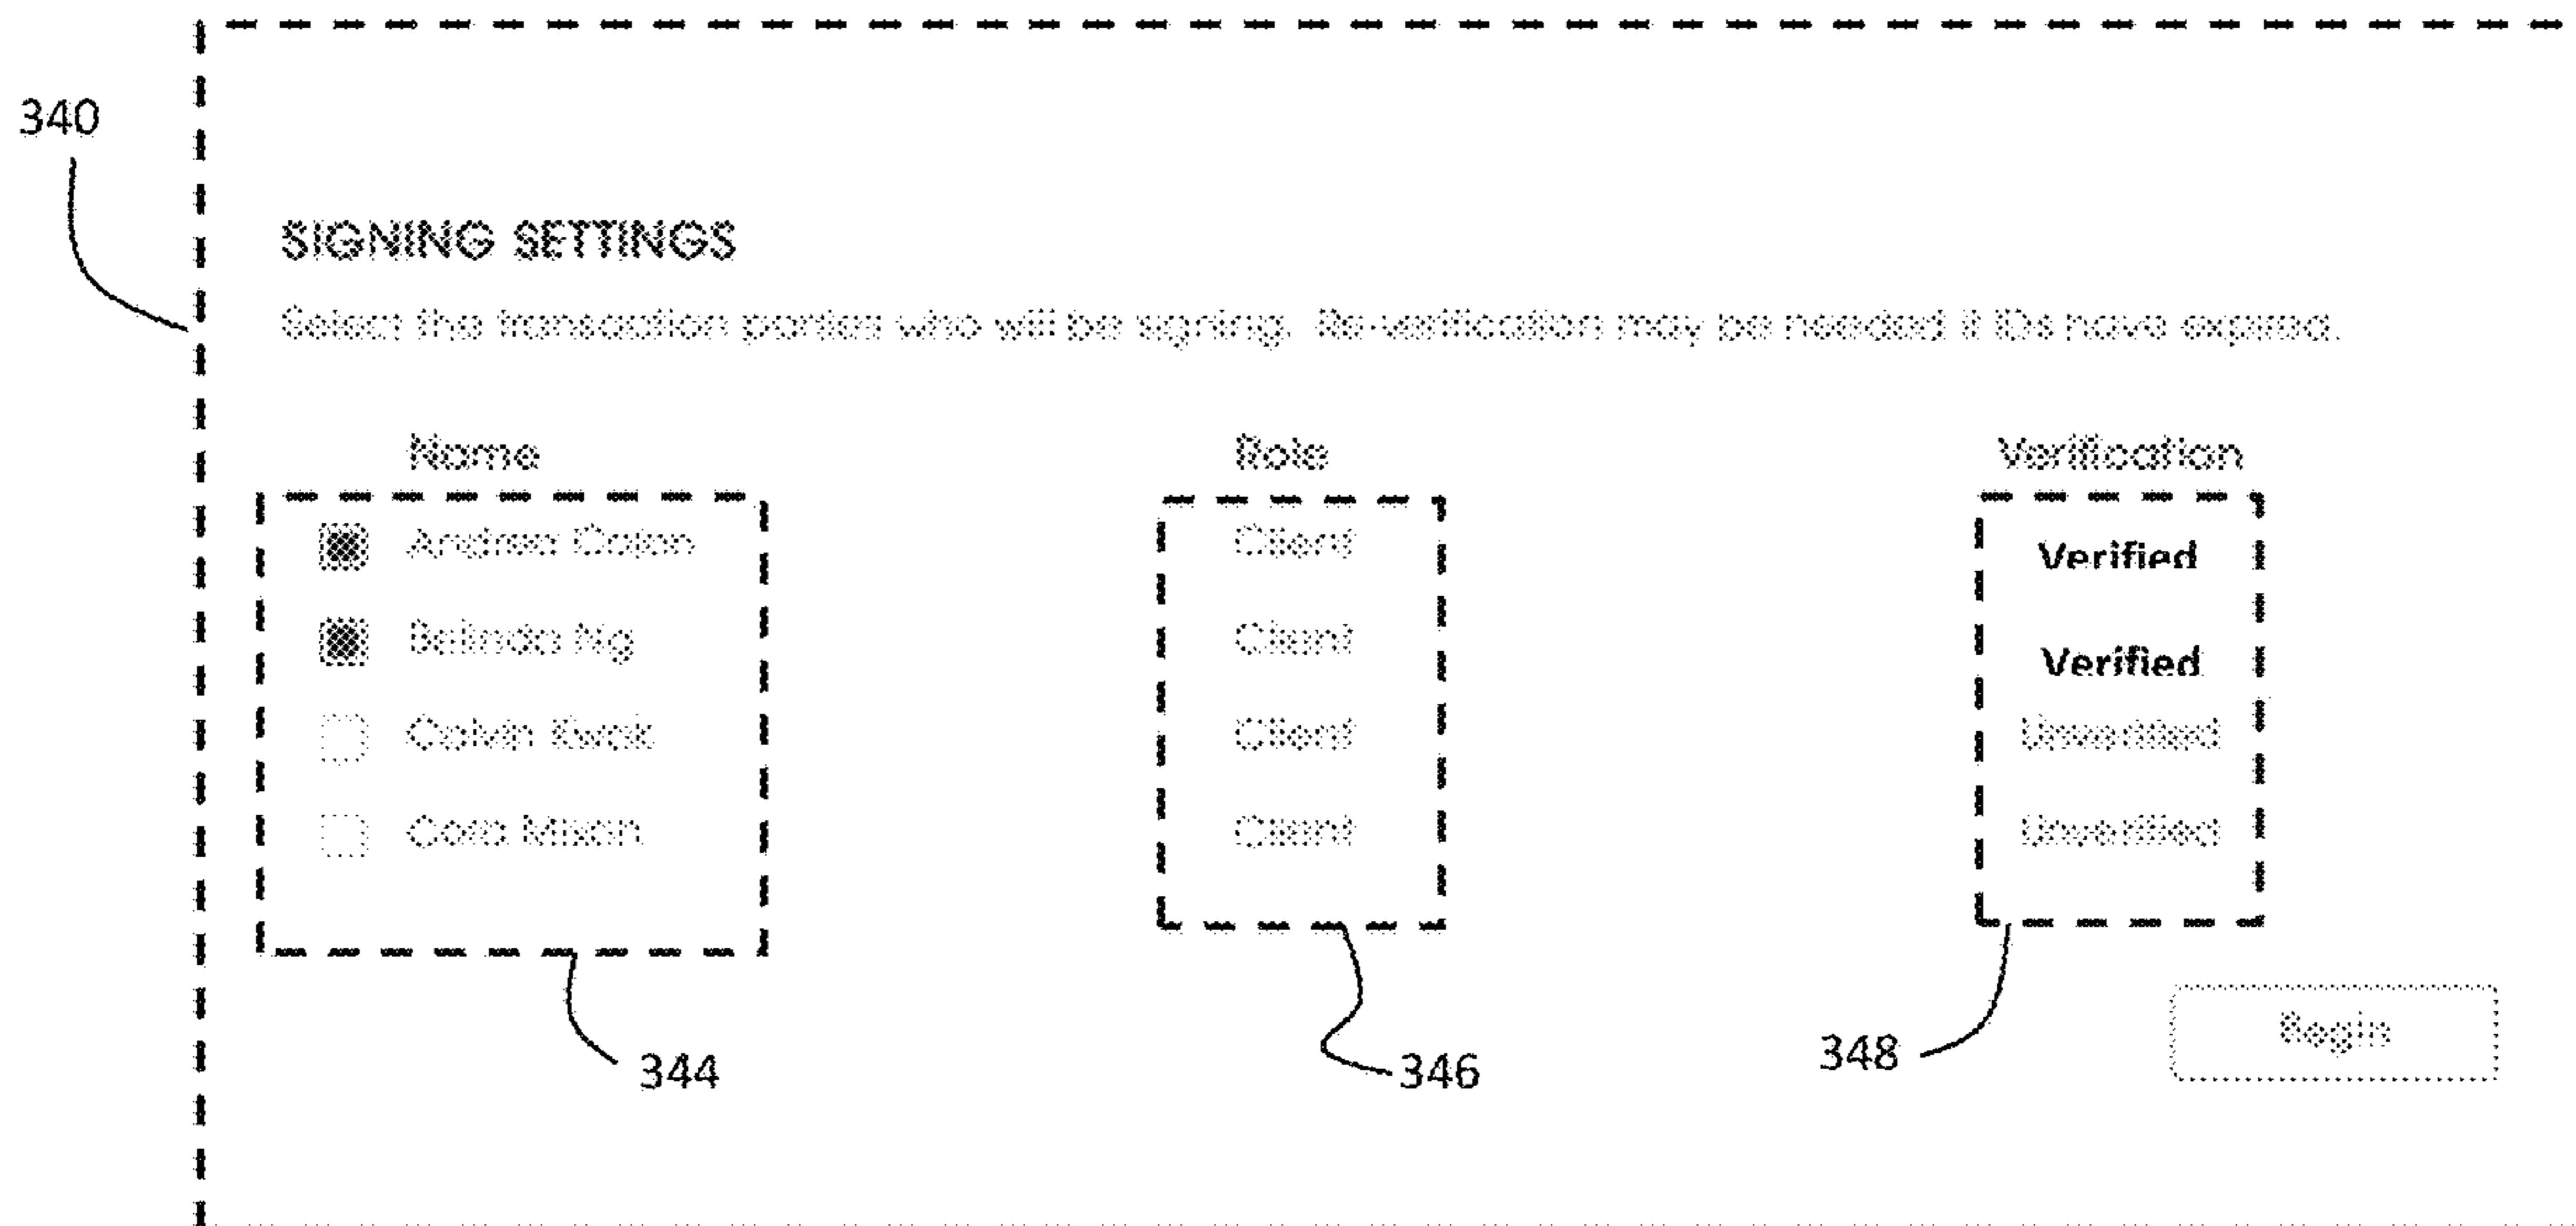 340
SIGNING SETTINGS
Select the transaction parties who will be signing. Re-verification may be needed if IDs have expired.
Name Role Verification
Andrea Colon Client Verified
Belinda Ng Client Verified
Calvin Kwok Client Unverified
Cora Mixon Client Unverified
Begin
344 346 348